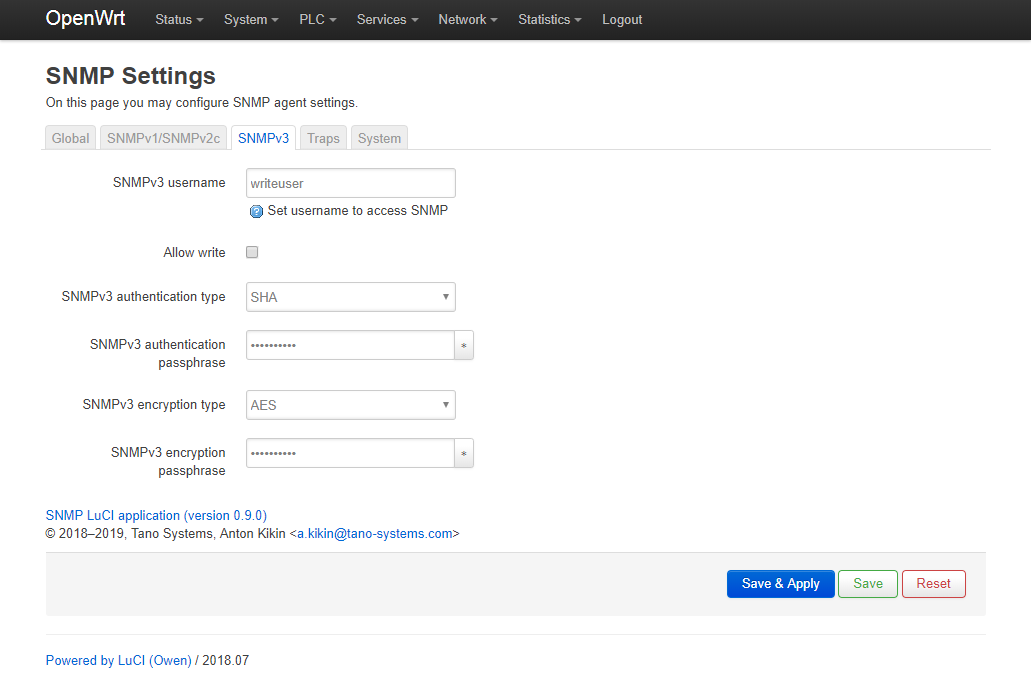 OpenWrt Status System PLC Services Network Statistics Logout
SNMP Settings
On this page you may configure SNMP agent settings.
Global SNMPv1/SNMPv2c SNMPv3 Traps System
SNMPv3 username writeuser
Set username to access SNMP
Allow write
SNMPv3 authentication type SHA
SNMPv3 authentication •••••••••• *
passphrase
SNMPv3 encryption type AES
SNMPv3 encryption •••••••••• *
passphrase
SNMP LuCI application (version 0.9.0)
© 2018–2019, Tano Systems, Anton Kikin <a.kikin@tano-systems.com>
Save & Apply Save Reset
Powered by LuCI (Owen) / 2018.07